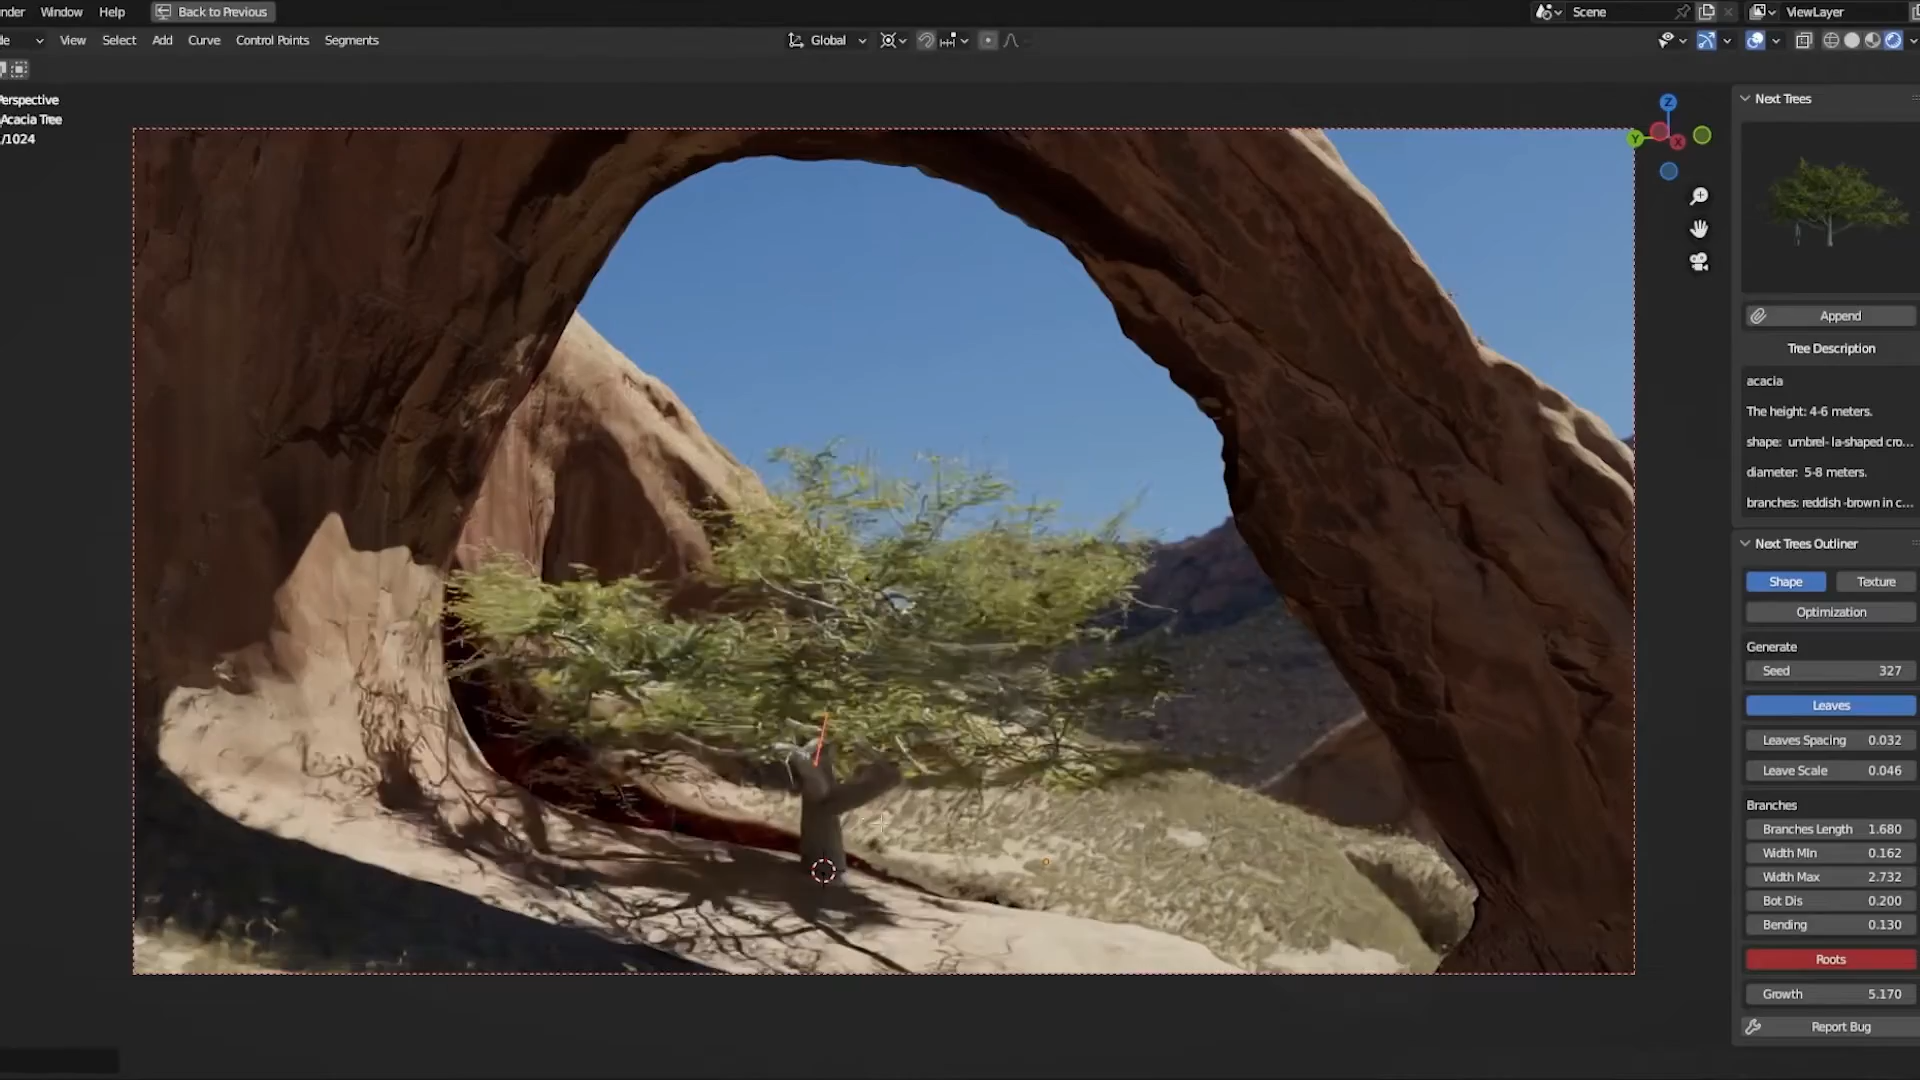 nder Window Help Back to Previous Scene ViewLayer
de View Select Add Curve Control Points Segments Global
Perspective
Acacia Tree
/1024
Z
Y
X
Next Trees
Append
Tree Description
acacia
The height: 4-6 meters.
shape: umbrel- la-shaped cro...
diameter: 5-8 meters.
branches: reddish -brown in c...
Next Trees Outliner
Shape Texture
Optimization
Generate
Seed 327
Leaves
Leaves Spacing 0.032
Leave Scale 0.046
Branches
Branches Length 1.680
Width MIn 0.162
Width Max 2.732
Bot Dis 0.200
Bending 0.130
Roots
Growth 5.170
Report Bug